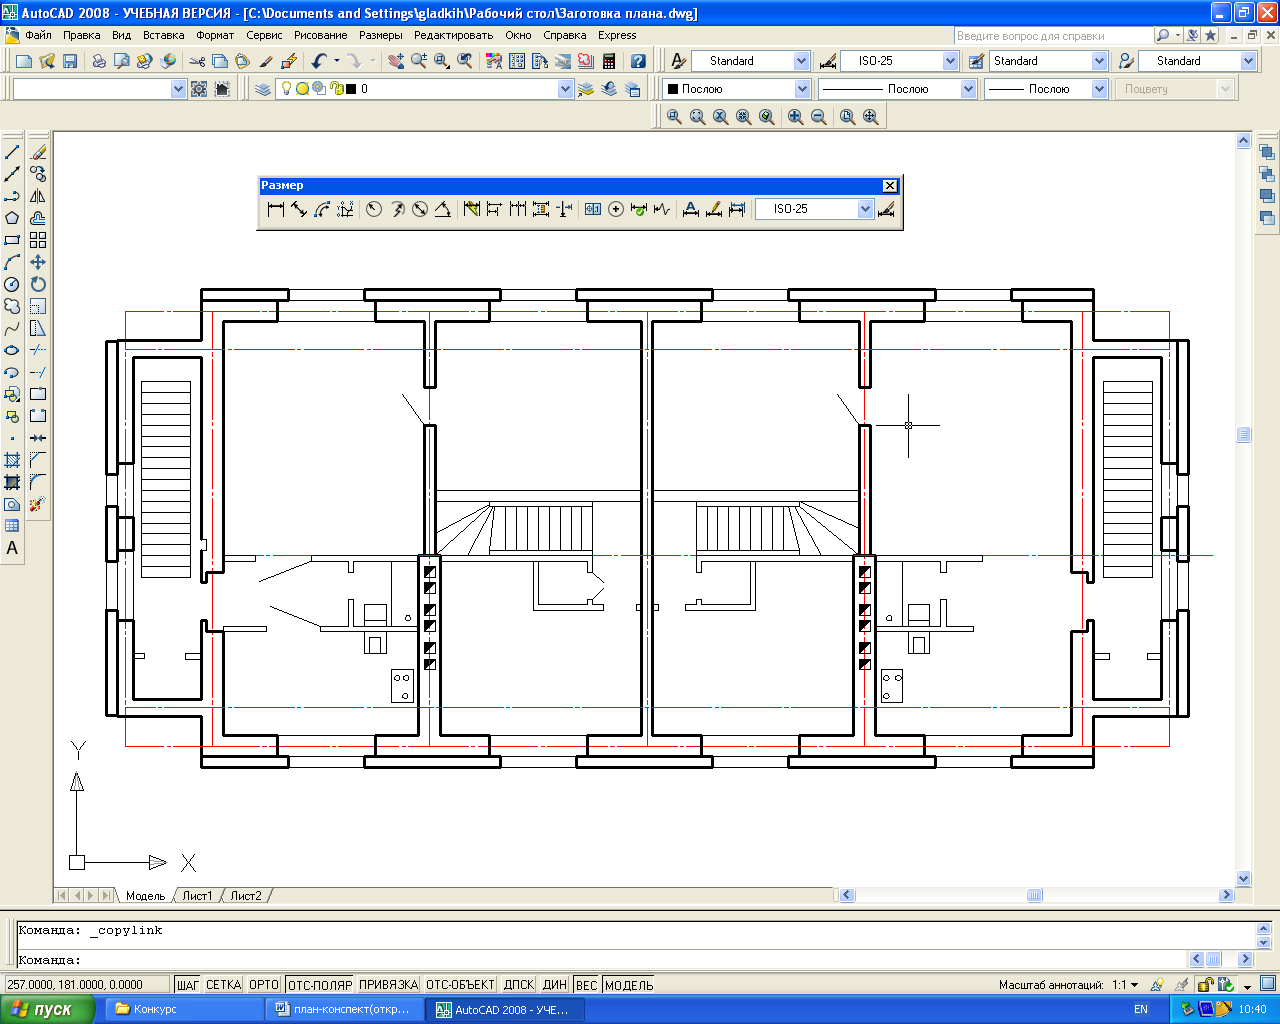 AutoCAD 2008 - УЧЕБНАЯ ВЕРСИЯ - [C:\Documents and Settings\gladkih\Рабочий стол\Заготовка плана.dwg]
Файл Правка Вид Вставка Формат Сервис Рисование Размеры Редактировать Окно Справка Express Введите вопрос для справки
Standard ISO-25 Standard Standard
0 Послою Послою Послою Поцвету
Размер
ISO-25
A
Y
X
Модель Лист1 Лист2
Команда: _copylink
Команда:
257.0000, 181.0000, 0.0000 ШАГ СЕТКА ОРТО ОТС-ПОЛЯР ПРИВЯЗКА ОТС-ОБЪЕКТ ДПСК ДИН ВЕС МОДЕЛЬ Масштаб аннотаций: 1:1
пуск Конкурс план-конспект(откр... AutoCAD 2008 - УЧЕ... EN 10:40